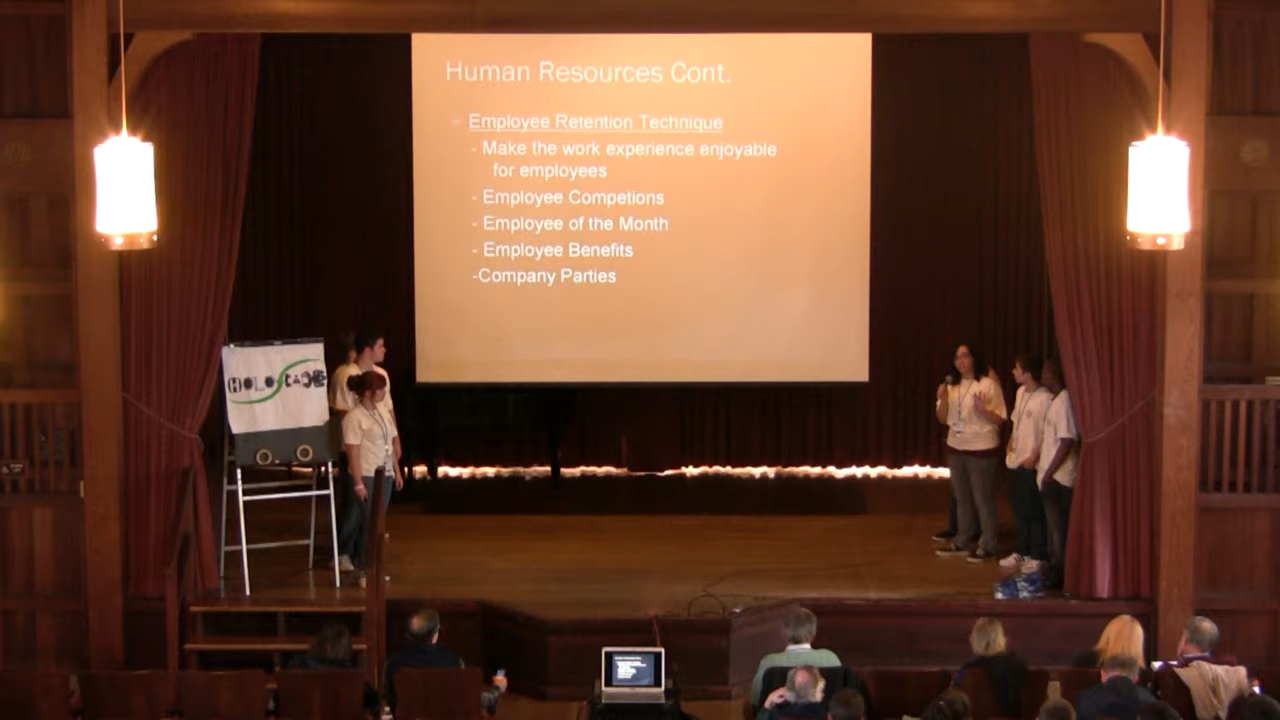 Human Resources Cont.
Employee Retention Technique
- Make the work experience enjoyable
for employees
- Employee Competions
- Employee of the Month
- Employee Benefits
-Company Parties